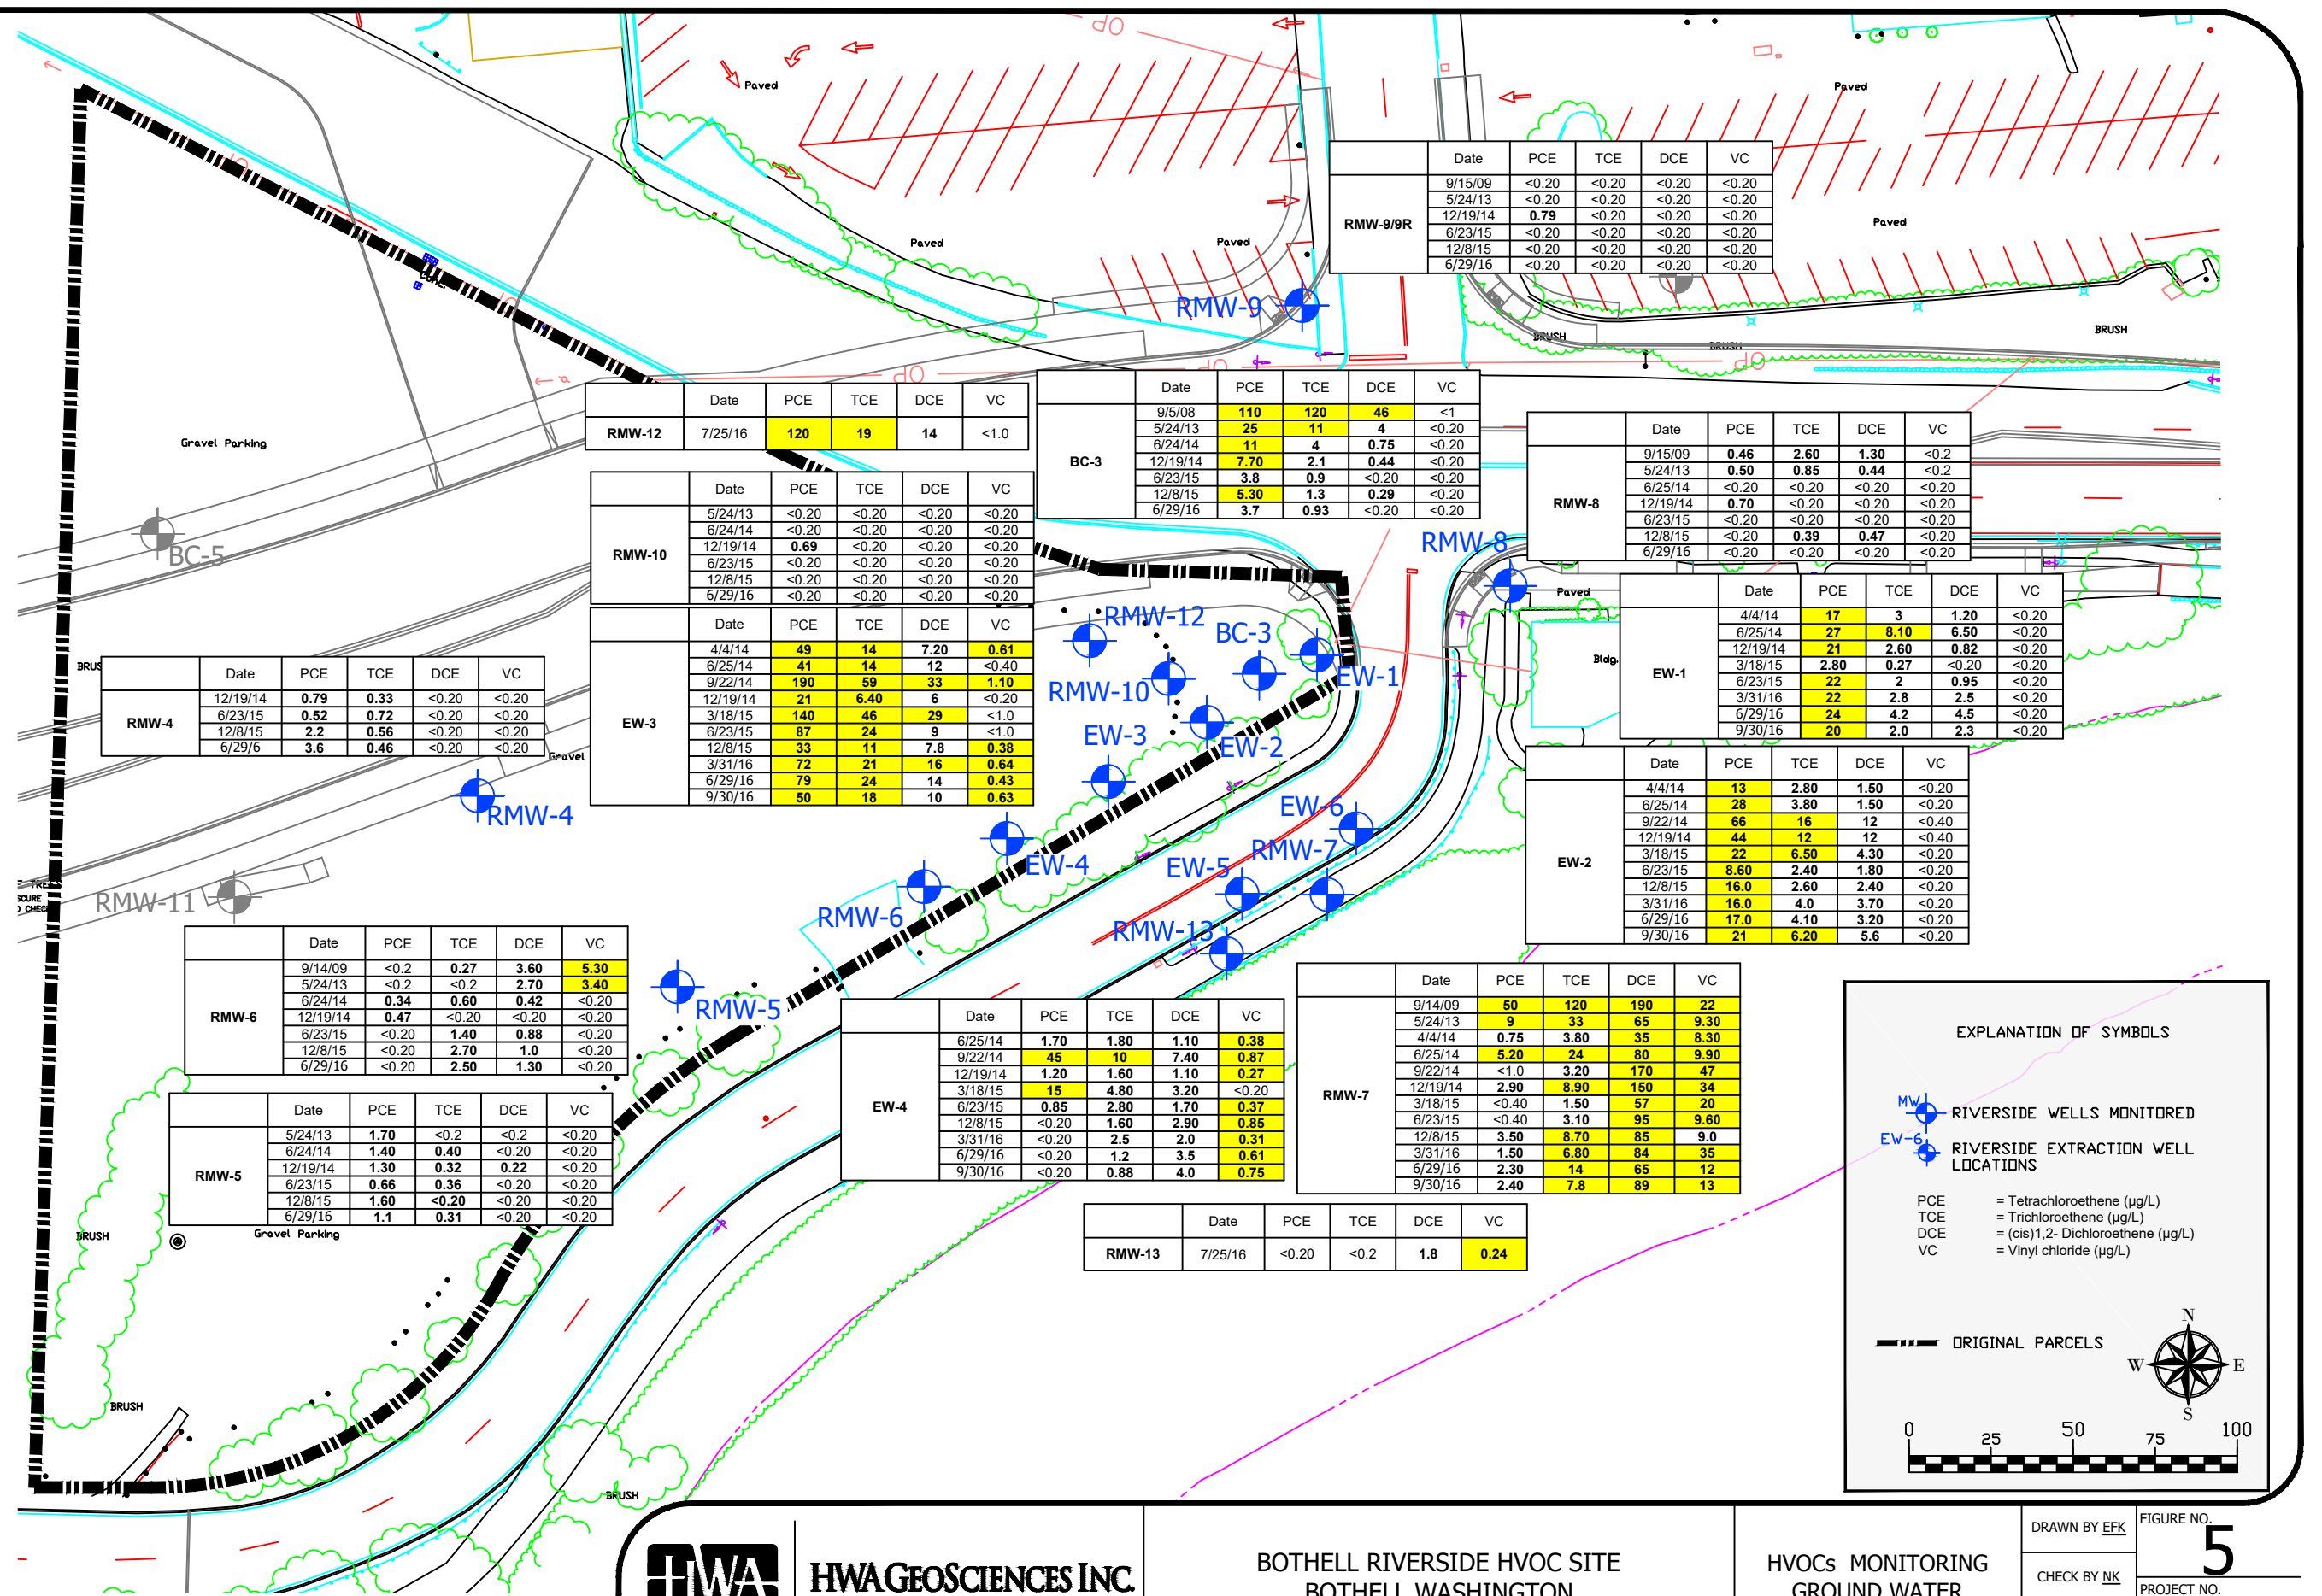 Paved
Paved
Paved
Paved
Paved
Conc.
OP
OP
OP
OP
Date PCE TCE DCE VC
RMW-9/9R
9/15/09 <0.20 <0.20 <0.20 <0.20
5/24/13 <0.20 <0.20 <0.20 <0.20
12/19/14 0.79 <0.20 <0.20 <0.20
6/23/15 <0.20 <0.20 <0.20 <0.20
12/8/15 <0.20 <0.20 <0.20 <0.20
6/29/16 <0.20 <0.20 <0.20 <0.20
RMW-9
BRUSH
BRUSH
BRUSH
Gravel Parking
Date PCE TCE DCE VC
RMW-12 7/25/16 120 19 14 <1.0
Date PCE TCE DCE VC
BC-3
9/5/08 110 120 46 <1
5/24/13 25 11 4 <0.20
6/24/14 11 4 0.75 <0.20
12/19/14 7.70 2.1 0.44 <0.20
6/23/15 3.8 0.9 <0.20 <0.20
12/8/15 5.30 1.3 0.29 <0.20
6/29/16 3.7 0.93 <0.20 <0.20
Date PCE TCE DCE VC
RMW-8
9/15/09 0.46 2.60 1.30 <0.2
5/24/13 0.50 0.85 0.44 <0.2
6/25/14 <0.20 <0.20 <0.20 <0.20
12/19/14 0.70 <0.20 <0.20 <0.20
6/23/15 <0.20 <0.20 <0.20 <0.20
12/8/15 <0.20 0.39 0.47 <0.20
6/29/16 <0.20 <0.20 <0.20 <0.20
Date PCE TCE DCE VC
RMW-10
5/24/13 <0.20 <0.20 <0.20 <0.20
6/24/14 <0.20 <0.20 <0.20 <0.20
12/19/14 0.69 <0.20 <0.20 <0.20
6/23/15 <0.20 <0.20 <0.20 <0.20
12/8/15 <0.20 <0.20 <0.20 <0.20
6/29/16 <0.20 <0.20 <0.20 <0.20
BC-5
RMW-8
Paved
Bldg.
Date PCE TCE DCE VC
EW-1
4/4/14 17 3 1.20 <0.20
6/25/14 27 8.10 6.50 <0.20
12/19/14 21 2.60 0.82 <0.20
3/18/15 2.80 0.27 <0.20 <0.20
6/23/15 22 2 0.95 <0.20
3/31/16 22 2.8 2.5 <0.20
6/29/16 24 4.2 4.5 <0.20
9/30/16 20 2.0 2.3 <0.20
Date PCE TCE DCE VC
EW-3
4/4/14 49 14 7.20 0.61
6/25/14 41 14 12 <0.40
9/22/14 190 59 33 1.10
12/19/14 21 6.40 6 <0.20
3/18/15 140 46 29 <1.0
6/23/15 87 24 9 <1.0
12/8/15 33 11 7.8 0.38
3/31/16 72 21 16 0.64
6/29/16 79 24 14 0.43
9/30/16 50 18 10 0.63
RMW-12
BC-3
EW-1
RMW-10
EW-3
EW-2
Date PCE TCE DCE VC
RMW-4
12/19/14 0.79 0.33 <0.20 <0.20
6/23/15 0.52 0.72 <0.20 <0.20
12/8/15 2.2 0.56 <0.20 <0.20
6/29/6 3.6 0.46 <0.20 <0.20
Gravel
RMW-4
EW-6
RMW-7
EW-4
EW-5
RMW-6
RMW-13
RMW-11
RMW-5
Date PCE TCE DCE VC
EW-2
4/4/14 13 2.80 1.50 <0.20
6/25/14 28 3.80 1.50 <0.20
9/22/14 66 16 12 <0.40
12/19/14 44 12 12 <0.40
3/18/15 22 6.50 4.30 <0.20
6/23/15 8.60 2.40 1.80 <0.20
12/8/15 16.0 2.60 2.40 <0.20
3/31/16 16.0 4.0 3.70 <0.20
6/29/16 17.0 4.10 3.20 <0.20
9/30/16 21 6.20 5.6 <0.20
Date PCE TCE DCE VC
RMW-6
9/14/09 <0.2 0.27 3.60 5.30
5/24/13 <0.2 <0.2 2.70 3.40
6/24/14 0.34 0.60 0.42 <0.20
12/19/14 0.47 <0.20 <0.20 <0.20
6/23/15 <0.20 1.40 0.88 <0.20
12/8/15 <0.20 2.70 1.0 <0.20
6/29/16 <0.20 2.50 1.30 <0.20
Date PCE TCE DCE VC
RMW-5
5/24/13 1.70 <0.2 <0.2 <0.20
6/24/14 1.40 0.40 <0.20 <0.20
12/19/14 1.30 0.32 0.22 <0.20
6/23/15 0.66 0.36 <0.20 <0.20
12/8/15 1.60 <0.20 <0.20 <0.20
6/29/16 1.1 0.31 <0.20 <0.20
Date PCE TCE DCE VC
EW-4
6/25/14 1.70 1.80 1.10 0.38
9/22/14 45 10 7.40 0.87
12/19/14 1.20 1.60 1.10 0.27
3/18/15 15 4.80 3.20 <0.20
6/23/15 0.85 2.80 1.70 0.37
12/8/15 <0.20 1.60 2.90 0.85
3/31/16 <0.20 2.5 2.0 0.31
6/29/16 <0.20 1.2 3.5 0.61
9/30/16 <0.20 0.88 4.0 0.75
Date PCE TCE DCE VC
RMW-7
9/14/09 50 120 190 22
5/24/13 9 33 65 9.30
4/4/14 0.75 3.80 35 8.30
6/25/14 5.20 24 80 9.90
9/22/14 <1.0 3.20 170 47
12/19/14 2.90 8.90 150 34
3/18/15 <0.40 1.50 57 20
6/23/15 <0.40 3.10 95 9.60
12/8/15 3.50 8.70 85 9.0
3/31/16 1.50 6.80 84 35
6/29/16 2.30 14 65 12
9/30/16 2.40 7.8 89 13
Date PCE TCE DCE VC
RMW-13 7/25/16 <0.20 <0.2 1.8 0.24
BRUSH
Gravel Parking
BRUSH
BRUSH
EXPLANATION OF SYMBOLS
MW RIVERSIDE WELLS MONITORED
EW-6 RIVERSIDE EXTRACTION WELL
LOCATIONS
PCE = Tetrachloroethene (µg/L)
TCE = Trichloroethene (µg/L)
DCE = (cis)1,2- Dichloroethene (µg/L)
VC = Vinyl chloride (µg/L)
ORIGINAL PARCELS
N
W E
S
0 25 50 75 100
HWA
HWA GEOSCIENCES INC.
BOTHELL RIVERSIDE HVOC SITE
BOTHELL WASHINGTON
HVOCs MONITORING
GROUND WATER
DRAWN BY EFK
CHECK BY NK
FIGURE NO.
5
PROJECT NO.